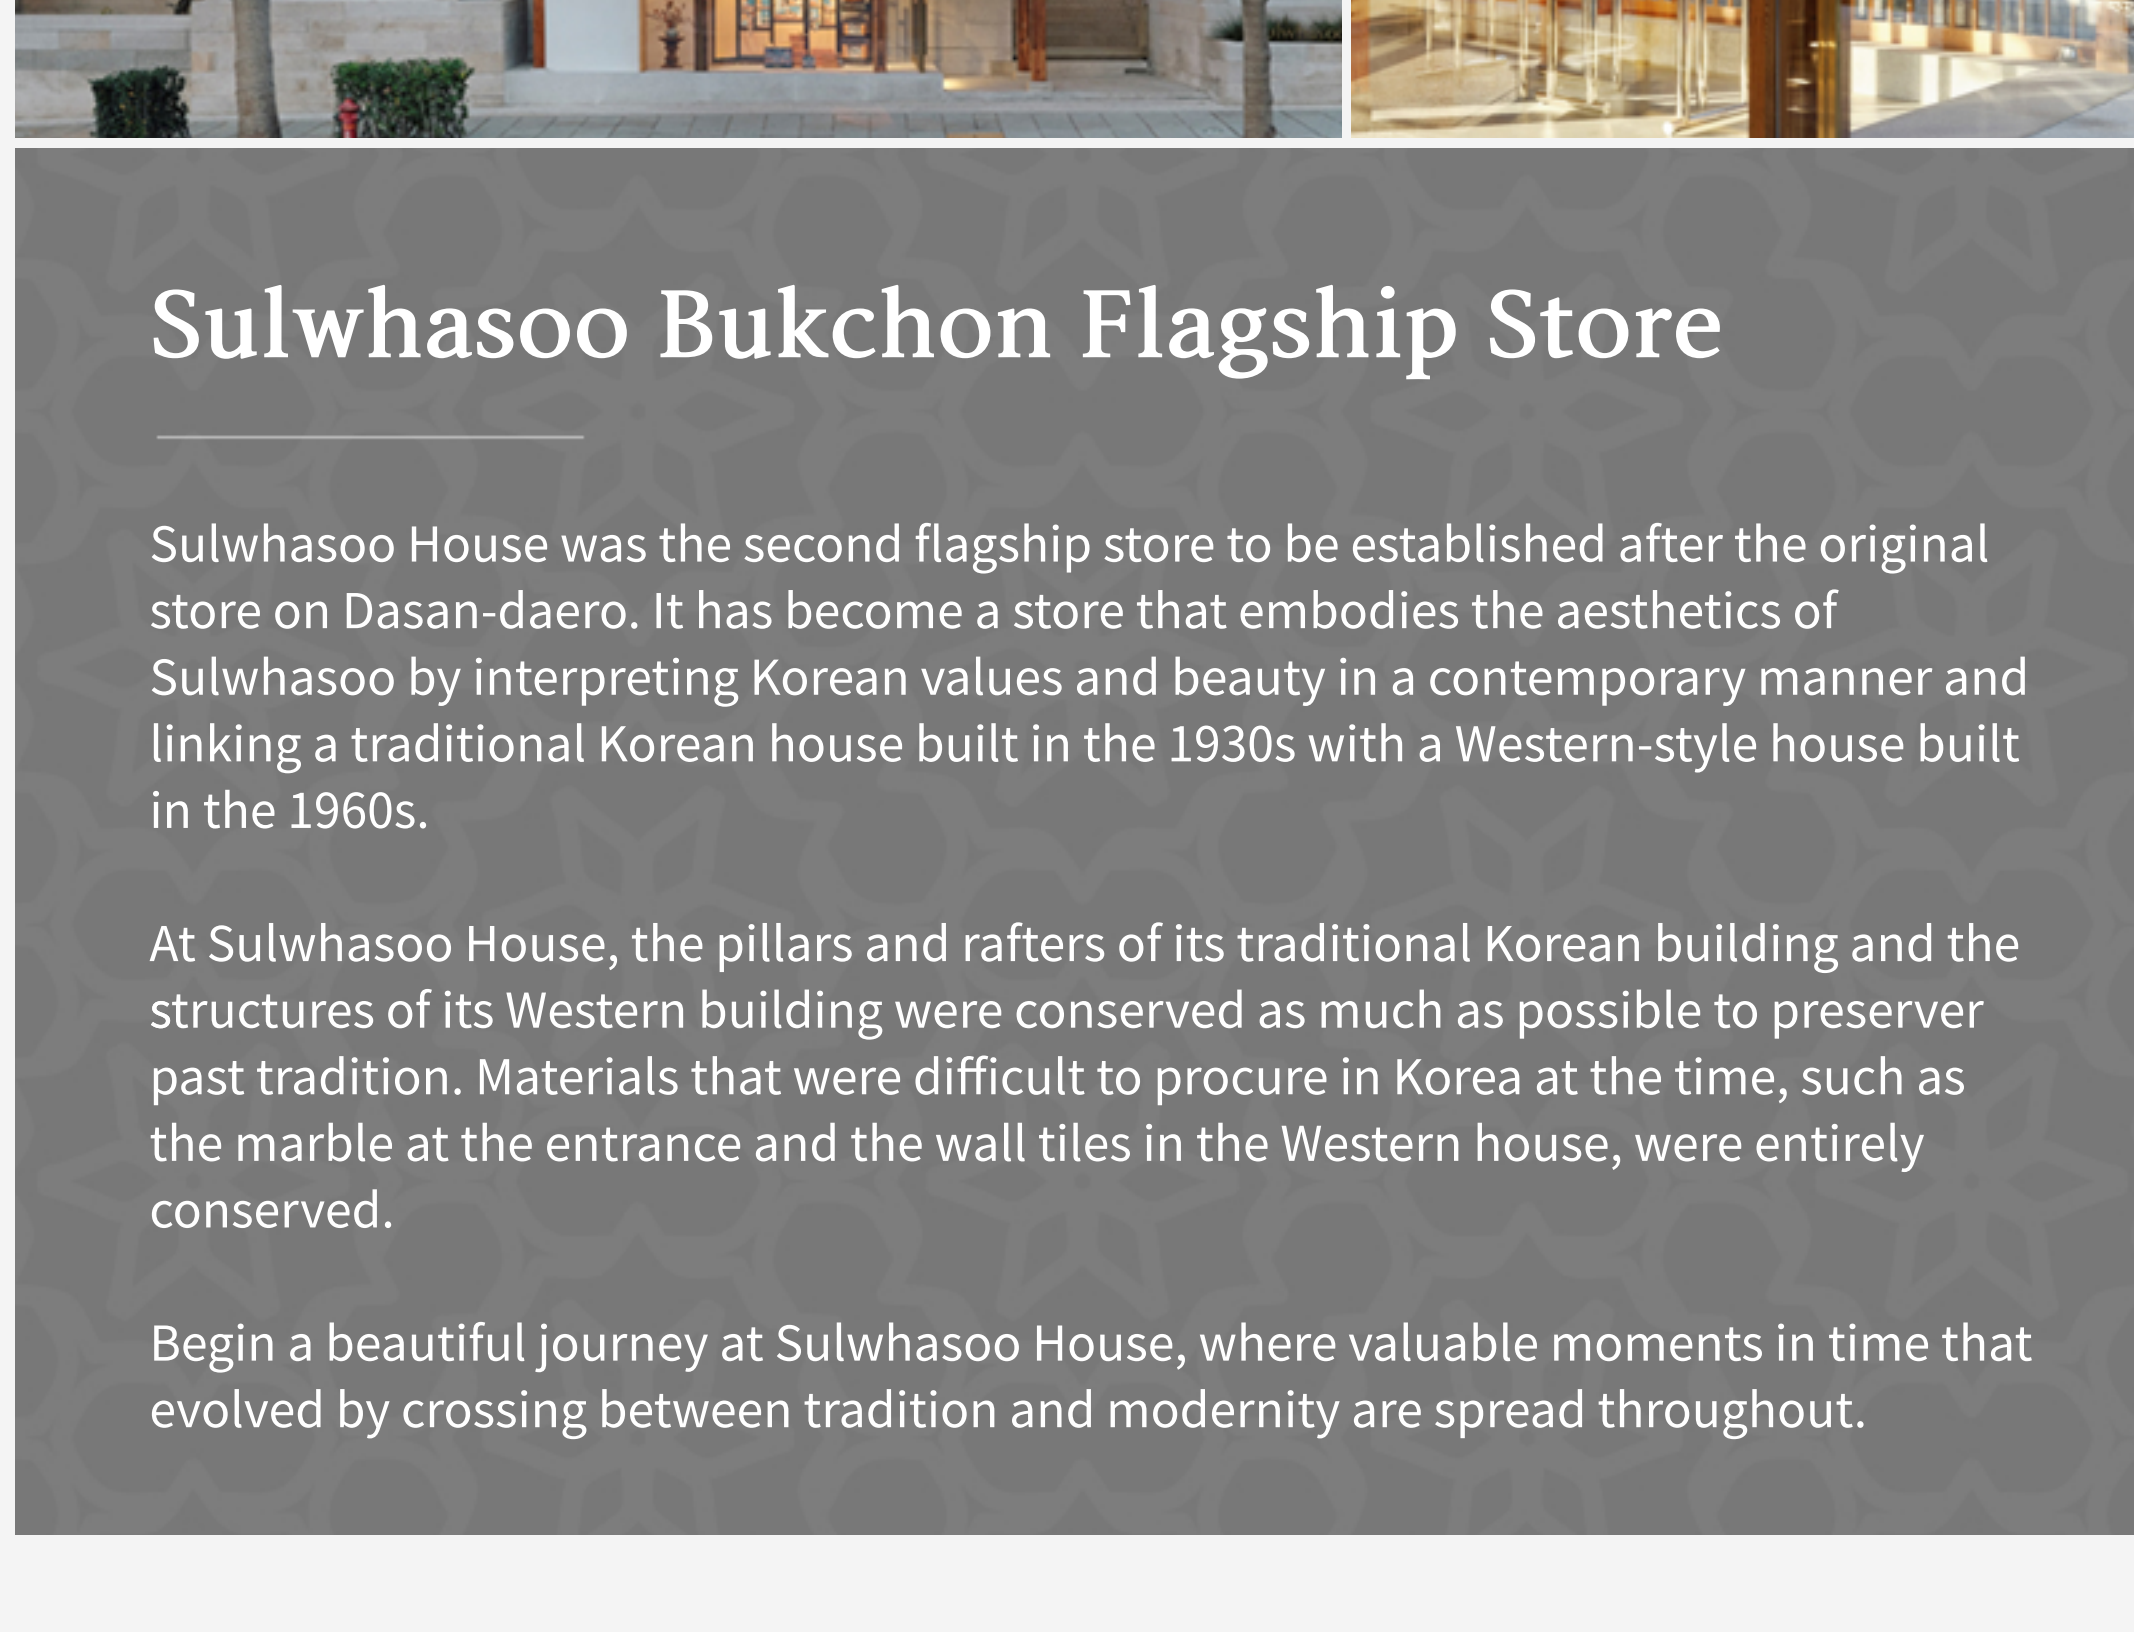 Sulwhasoo Bukchon Flagship Store
Sulwhasoo House was the second flagship store to be established after the original
store on Dasan-daero. It has become a store that embodies the aesthetics of
Sulwhasoo by interpreting Korean values and beauty in a contemporary manner and
linking a traditional Korean house built in the 1930s with a Western-style house built
in the 1960s.
At Sulwhasoo House, the pillars and rafters of its traditional Korean building and the
structures of its Western building were conserved as much as possible to preserver
past tradition. Materials that were difficult to procure in Korea at the time, such as
the marble at the entrance and the wall tiles in the Western house, were entirely
conserved.
Begin a beautiful journey at Sulwhasoo House, where valuable moments in time that
evolved by crossing between tradition and modernity are spread throughout.